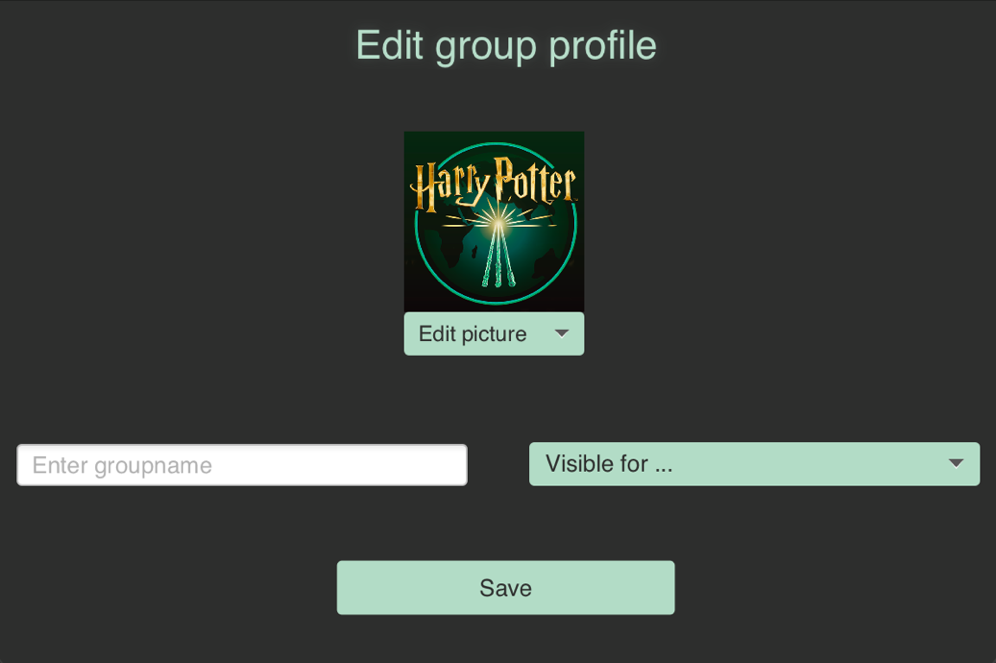 Edit group profile
Harry Potter
Edit picture
Enter groupname
Visible for ...
Save